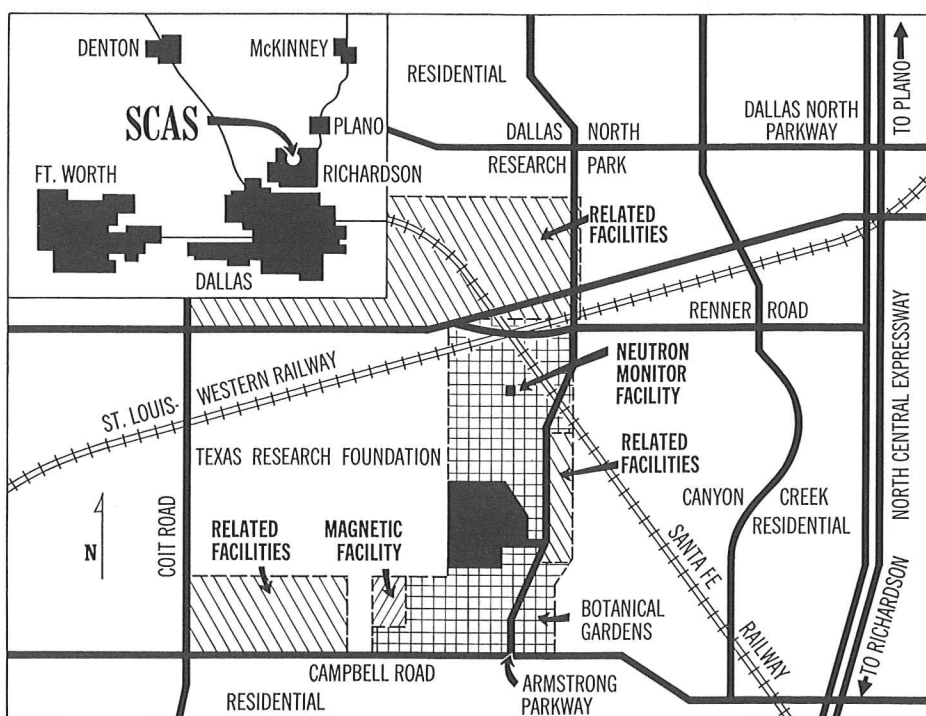 DENTON
McKINNEY
SCAS
PLANO
FT. WORTH
RICHARDSON
DALLAS
RESIDENTIAL
TO PLANO
DALLAS NORTH
RESEARCH PARK
DALLAS NORTH
PARKWAY
RELATED
FACILITIES
RENNER ROAD
NEUTRON
MONITOR
FACILITY
ST. LOUIS-WESTERN RAILWAY
NORTH CENTRAL EXPRESSWAY
TEXAS RESEARCH FOUNDATION
RELATED
FACILITIES
CANYON CREEK
RESIDENTIAL
N
COIT ROAD
RELATED
FACILITIES
MAGNETIC
FACILITY
SANTA FE
RAILWAY
BOTANICAL
GARDENS
TO RICHARDSON
CAMPBELL ROAD
RESIDENTIAL
ARMSTRONG
PARKWAY